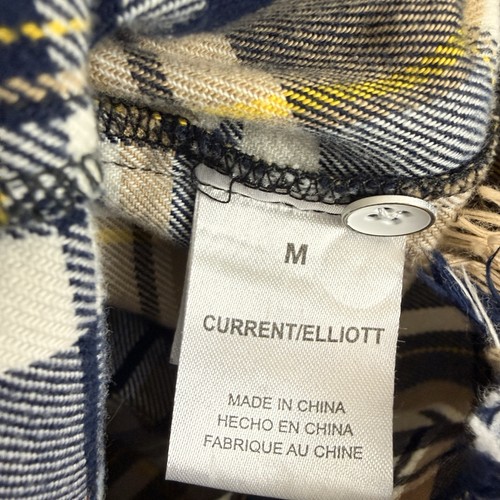 M
CURRENT/ELLIOTT
MADE IN CHINA
HECHO EN CHINA
FABRIQUE AU CHINE